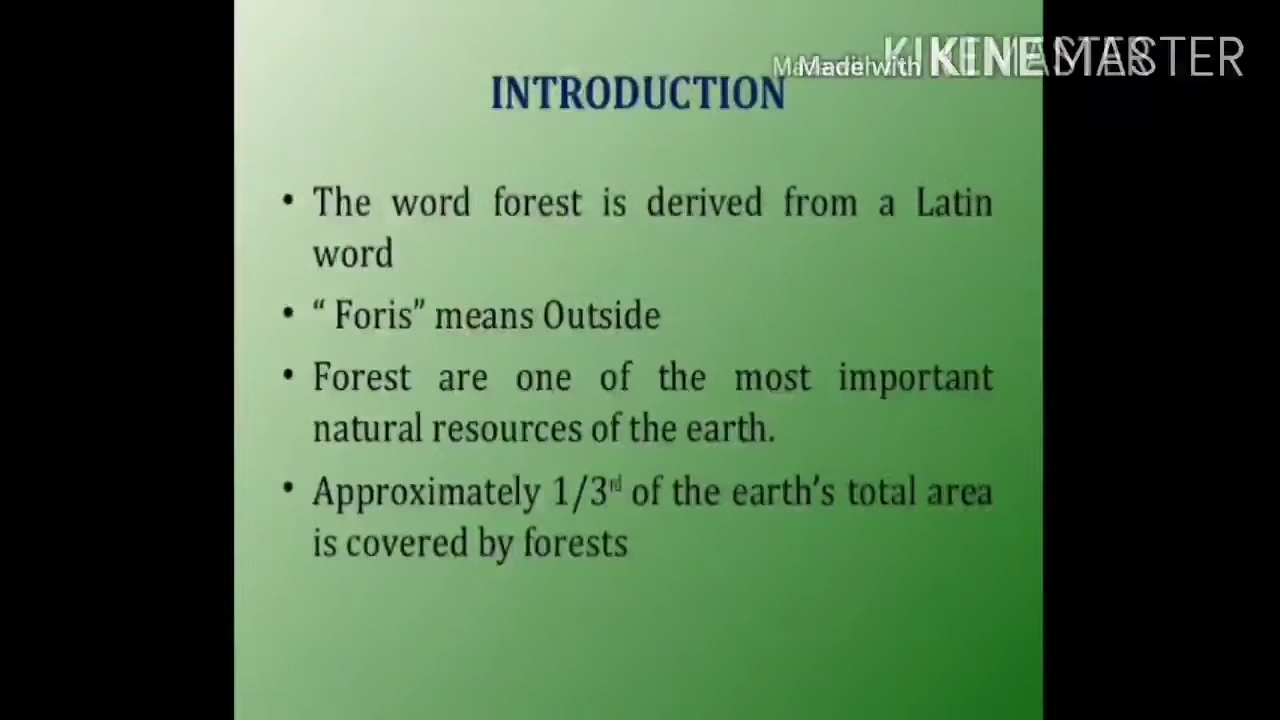 Made with KINEMASTER
INTRODUCTION
• The word forest is derived from a Latin
word
• “ Foris” means Outside
• Forest are one of the most important
natural resources of the earth.
• Approximately 1/3rd of the earth’s total area
is covered by forests